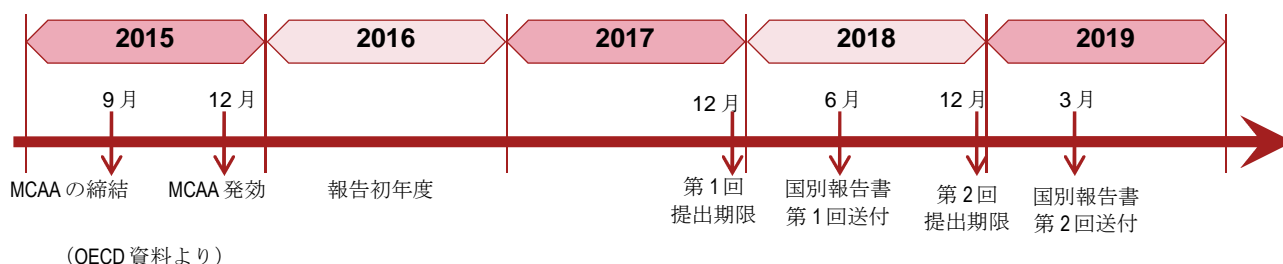 2015
2016
2017
2018
2019
9月
12月
12月
6月
12月
3月
MCAAの締結
MCAA発効
報告初年度
第1回
提出期限
国別報告書
第1回送付
第2回
提出期限
国別報告書
第2回送付
（OECD資料より）